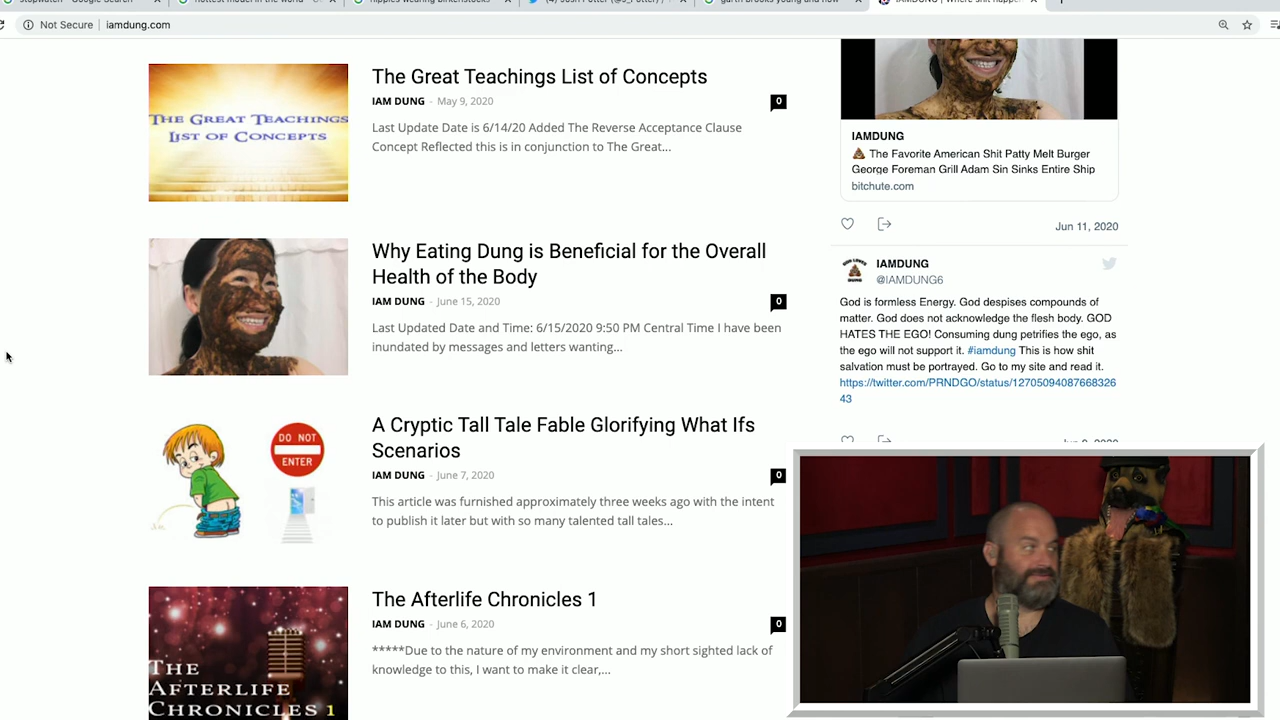 Not Secure
iamdung.com
The Great Teachings List of Concepts
IAM DUNG - May 9, 2020
0
Last Update Date is 6/14/20 Added The Reverse Acceptance Clause
Concept Reflected this is in conjunction to The Great...
THE GREAT TEACHINGS
LIST OF CONCEPTS
Why Eating Dung is Beneficial for the Overall
Health of the Body
IAM DUNG - June 15, 2020
0
Last Updated Date and Time: 6/15/2020 9:50 PM Central Time I have been
inundated by messages and letters wanting...
A Cryptic Tall Tale Fable Glorifying What Ifs
Scenarios
IAM DUNG - June 7, 2020
0
This article was furnished approximately three weeks ago with the intent
to publish it later but with so many talented tall tales...
DO NOT
ENTER
The Afterlife Chronicles 1
IAM DUNG - June 6, 2020
0
*****Due to the nature of my environment and my short sighted lack of
knowledge to this, I want to make it clear,...
THE
AFTERLIFE
CHRONICLES 1
IAMDUNG
💩 The Favorite American Shit Patty Melt Burger
George Foreman Grill Adam Sin Sinks Entire Ship
bitchute.com
Jun 11, 2020
GOD LOVES
DUNG
IAMDUNG
@IAMDUNG6
God is formless Energy. God despises compounds of
matter. God does not acknowledge the flesh body. GOD
HATES THE EGO! Consuming dung petrifies the ego, as
the ego will not support it. #iamdung This is how shit
salvation must be portrayed. Go to my site and read it.
https://twitter.com/PRNDGO/status/12705094087668326
43